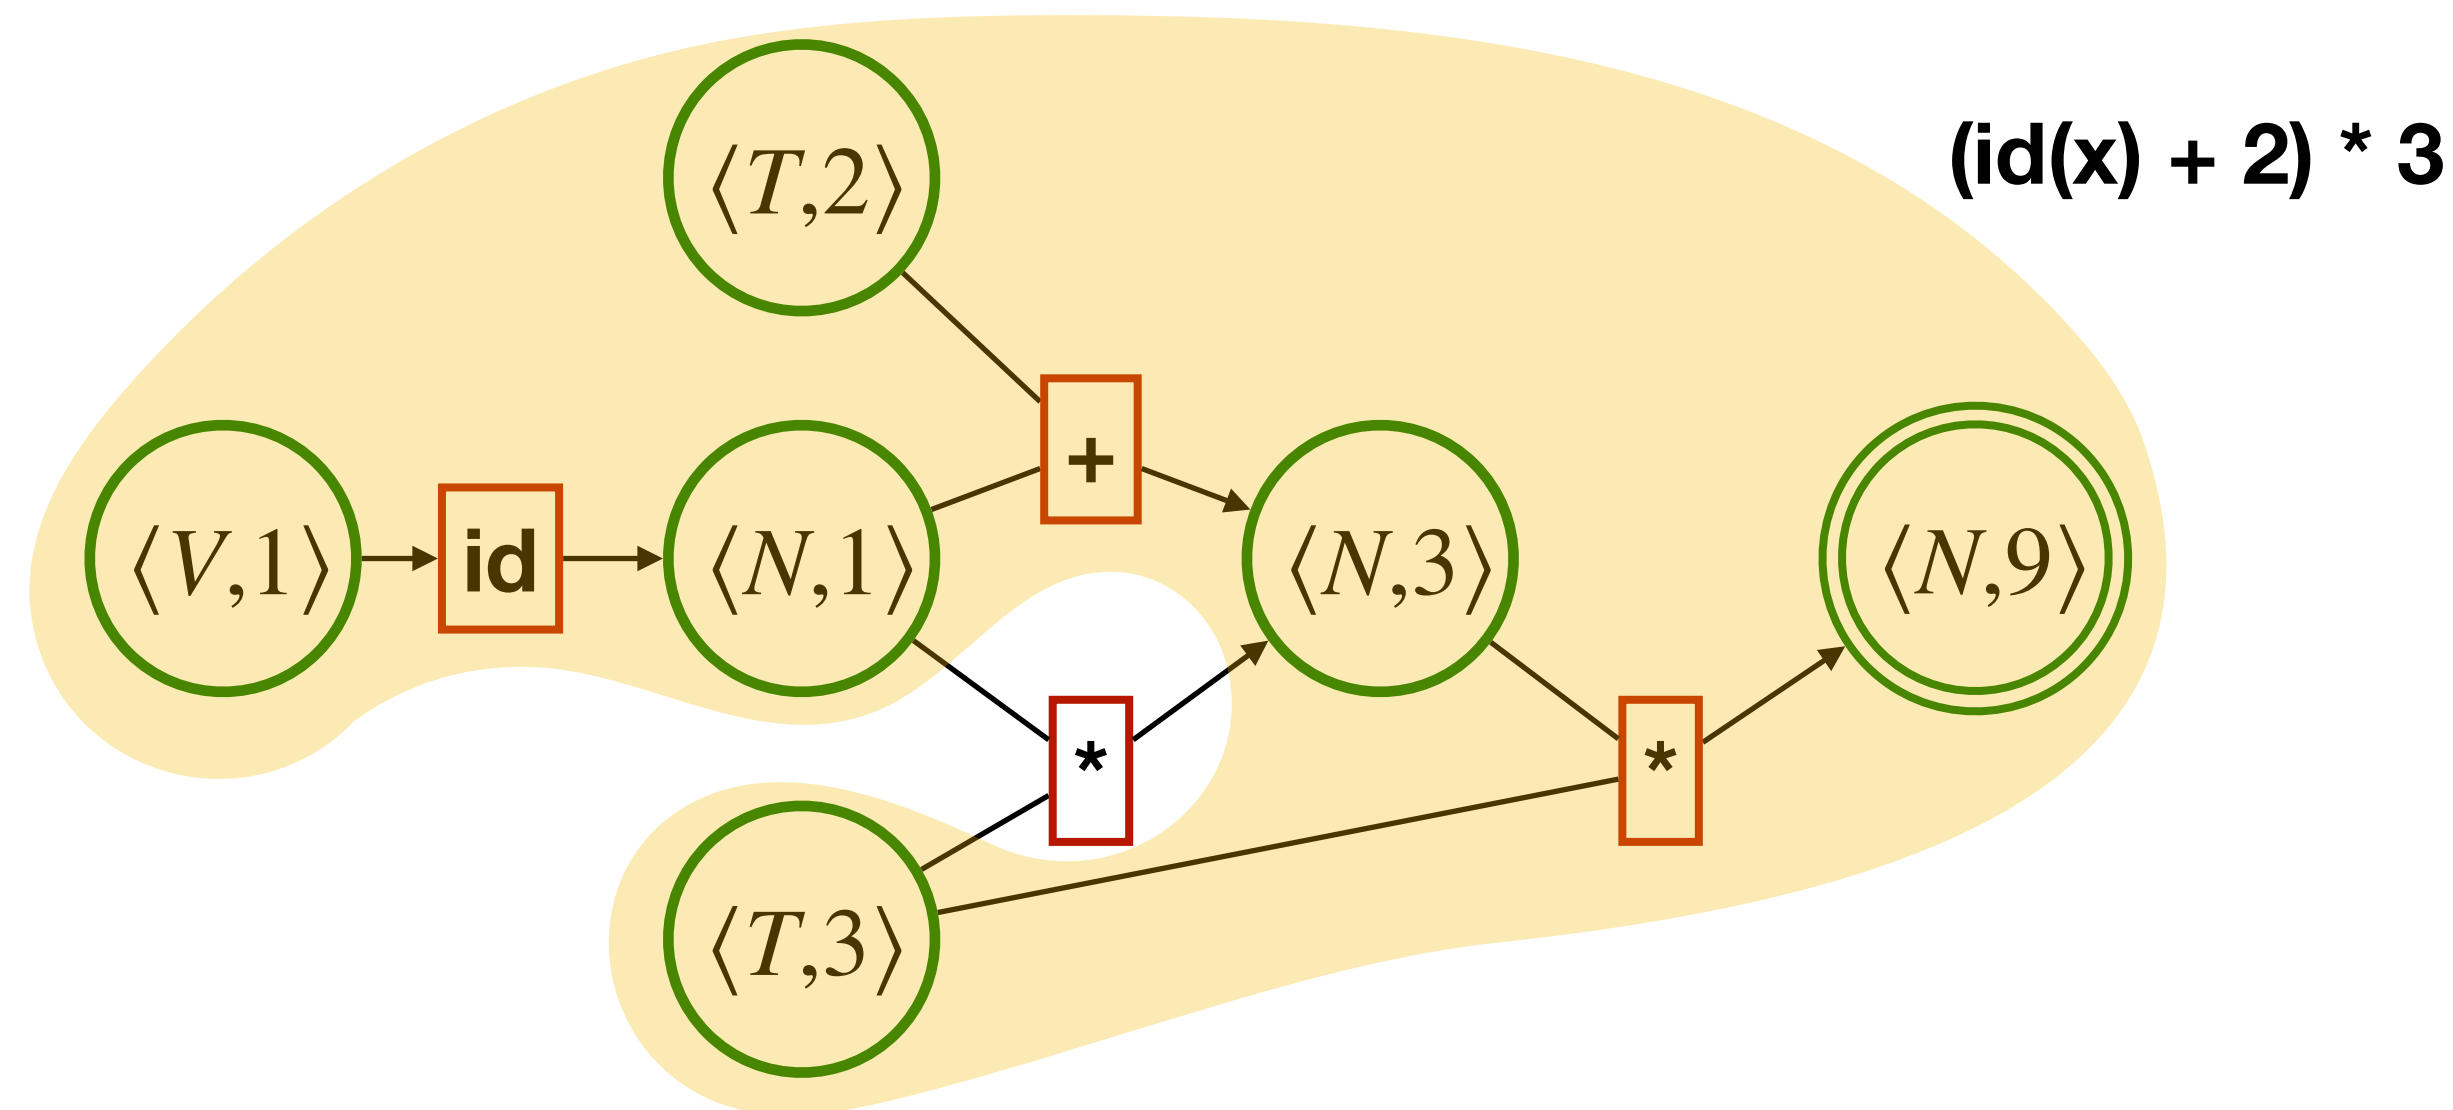 ⟨T,2⟩
(id(x) + 2) * 3
+
⟨V,1⟩
id
⟨N,1⟩
⟨N,3⟩
⟨N,9⟩
*
*
⟨T,3⟩